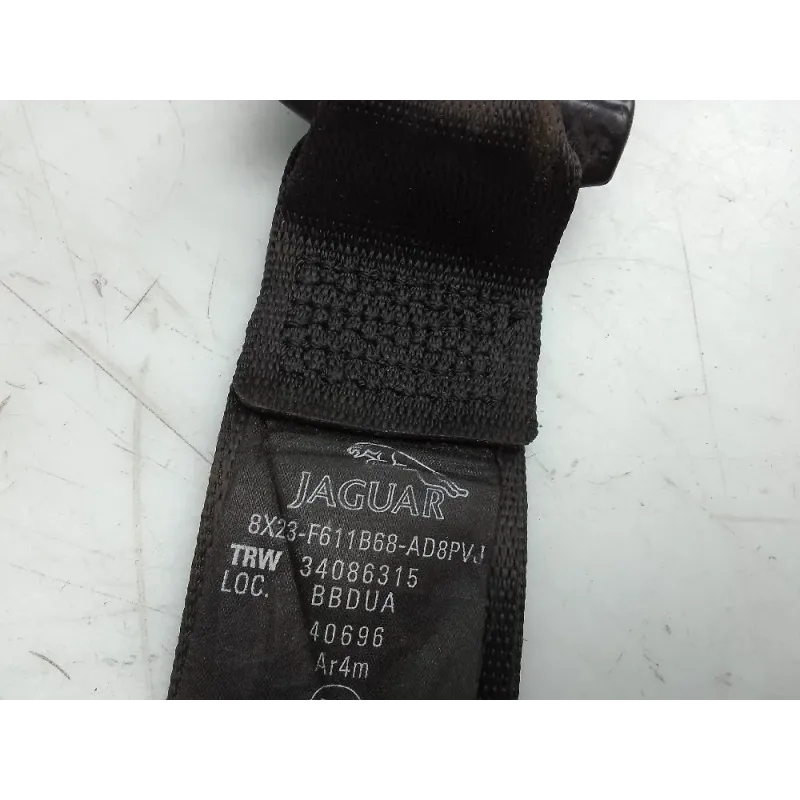 JAGUAR
8X23-F611B68-AD8PVJ
TRW 34086315
LOC. BBDUA
40696
Ar4m